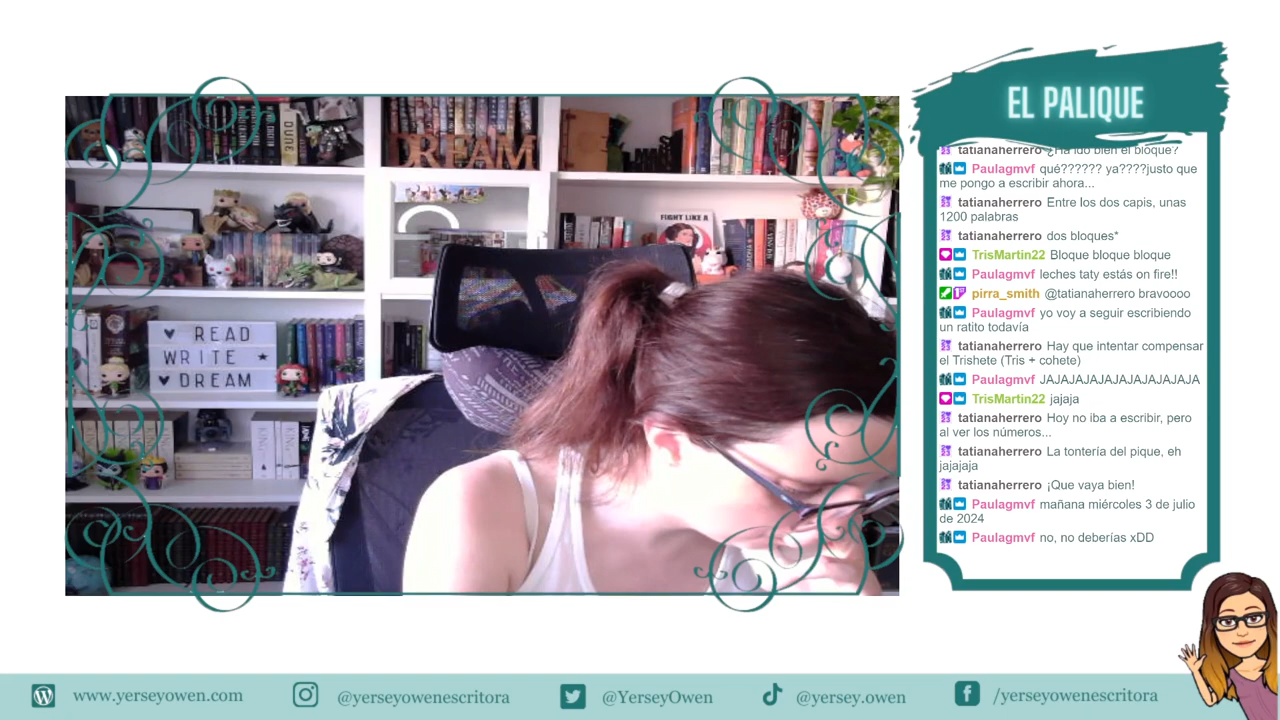 DUNE
DREAM
FIGHT LIKE A
READ
WRITE
DREAM
KING
KING
EL PALIQUE
tatianaherrero ¿Ha ido bien el bloque?
Paulagmvf qué?????? ya????justo que
me pongo a escribir ahora...
tatianaherrero Entre los dos capis, unas
1200 palabras
tatianaherrero dos bloques*
TrisMartin22 Bloque bloque bloque
Paulagmvf leches taty estás on fire!!
pirra_smith @tatianaherrero bravoooo
Paulagmvf yo voy a seguir escribiendo
un ratito todavía
tatianaherrero Hay que intentar compensar
el Trishete (Tris + cohete)
Paulagmvf JAJAJAJAJAJAJAJAJAJAJA
TrisMartin22 jajaja
tatianaherrero Hoy no iba a escribir, pero
al ver los números...
tatianaherrero La tontería del pique, eh
jajajaja
tatianaherrero ¡Que vaya bien!
Paulagmvf mañana miércoles 3 de julio
de 2024
Paulagmvf no, no deberías xDD
www.yerseyowen.com
@yerseyowenescritora
@YerseyOwen
@yersey.owen
/yerseyowenescritora